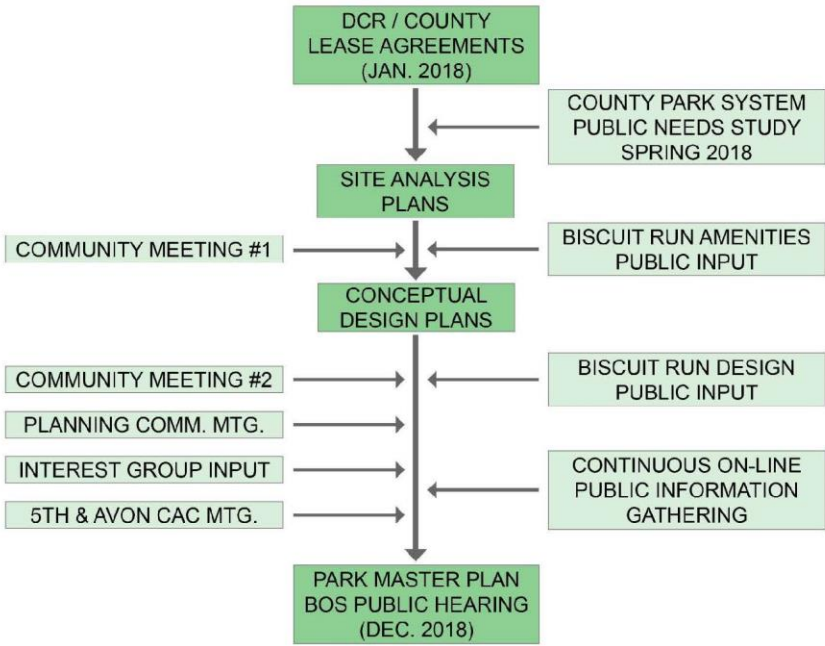 DCR / COUNTY
LEASE AGREEMENTS
(JAN. 2018)
COUNTY PARK SYSTEM
PUBLIC NEEDS STUDY
SPRING 2018
SITE ANALYSIS
PLANS
COMMUNITY MEETING #1
BISCUIT RUN AMENITIES
PUBLIC INPUT
CONCEPTUAL
DESIGN PLANS
COMMUNITY MEETING #2
BISCUIT RUN DESIGN
PUBLIC INPUT
PLANNING COMM. MTG.
INTEREST GROUP INPUT
CONTINUOUS ON-LINE
PUBLIC INFORMATION
GATHERING
5TH & AVON CAC MTG.
PARK MASTER PLAN
BOS PUBLIC HEARING
(DEC. 2018)